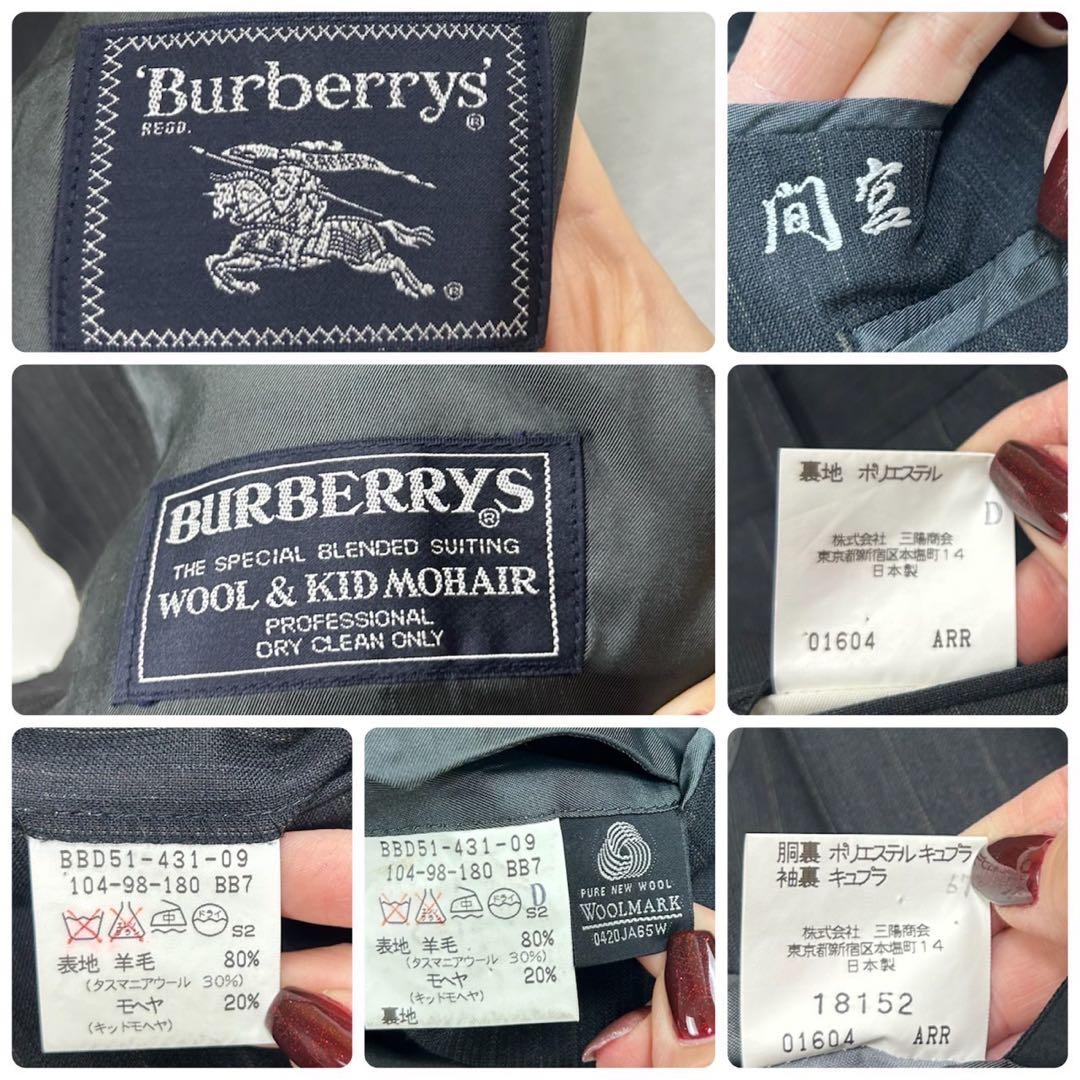 'Burberrys'
REGD.
®
®
間宮
BURBERRYS
®
THE SPECIAL BLENDED SUITING
WOOL & KID MOHAIR
PROFESSIONAL
DRY CLEAN ONLY
裏地 ポリエステル
D
株式会社 三陽商会
東京都新宿区本塩町14
日本製
01604 ARR
BBD51-431-09
104-98-180 BB7
中 ドライ
S2
表地 羊毛 80%
(タスマニアウール 30%)
モヘヤ 20%
(キッドモヘヤ)
BBD51-431-09
104-98-180 BB7
D
中 ドライ
S2
表地 羊毛 80%
(タスマニアウール 30%)
モヘヤ 20%
(キッドモヘヤ)
裏地
PURE NEW WOOL
WOOLMARK
0420JA65W
胴裏 ポリエステル キュプラ
袖裏 キュプラ
株式会社 三陽商会
東京都新宿区本塩町14
日本製
18152
01604 ARR